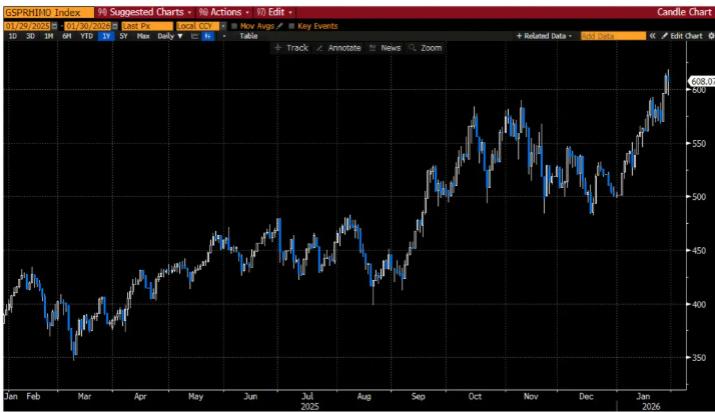 GSPRHIMO Index 94) Suggested Charts 96) Actions 97) Edit Candle Chart
01/29/2025 - 01/30/2026 Last Px Local CCY Mov Avgs Key Events
1D 3D 1M 6M YTD 1Y 5Y Max Daily Table + Related Data Add Data « Edit Chart
Track Annotate News Zoom
608.07
600
550
500
450
400
350
Jan Feb Mar Apr May Jun Jul Aug Sep Oct Nov Dec Jan
2025 2026